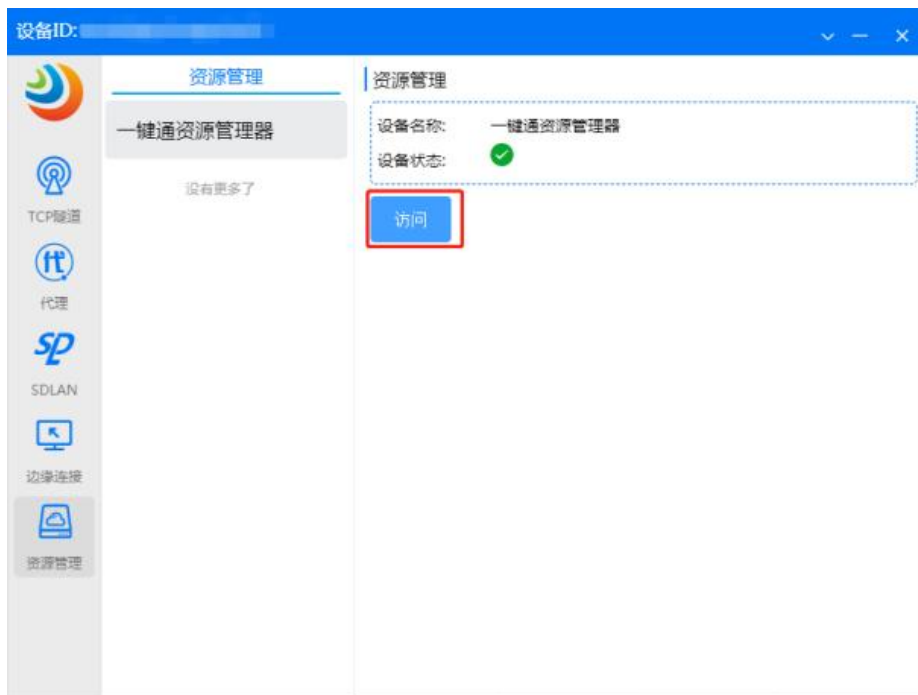 设备ID:
资源管理
一键通资源管理器
没有更多了
TCP隧道
代理
SDLAN
边缘连接
资源管理
资源管理
设备名称: 一键通资源管理器
设备状态:
访问